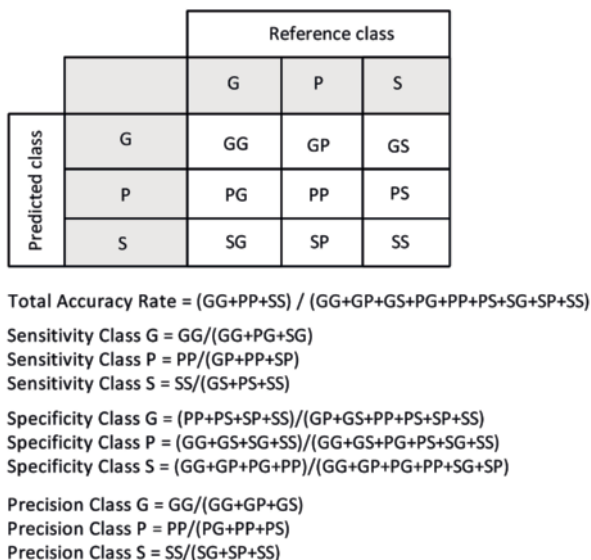 Reference class
G P S
Predicted class
G GG GP GS
P PG PP PS
S SG SP SS
Total Accuracy Rate = (GG+PP+SS) / (GG+GP+GS+PG+PP+PS+SG+SP+SS)
Sensitivity Class G = GG/(GG+PG+SG)
Sensitivity Class P = PP/(GP+PP+SP)
Sensitivity Class S = SS/(GS+PS+SS)
Specificity Class G = (PP+PS+SP+SS)/(GP+GS+PP+PS+SP+SS)
Specificity Class P = (GG+GS+SG+SS)/(GG+GS+PG+PS+SG+SS)
Specificity Class S = (GG+GP+PG+PP)/(GG+GP+PG+PP+SG+SP)
Precision Class G = GG/(GG+GP+GS)
Precision Class P = PP/(PG+PP+PS)
Precision Class S = SS/(SG+SP+SS)